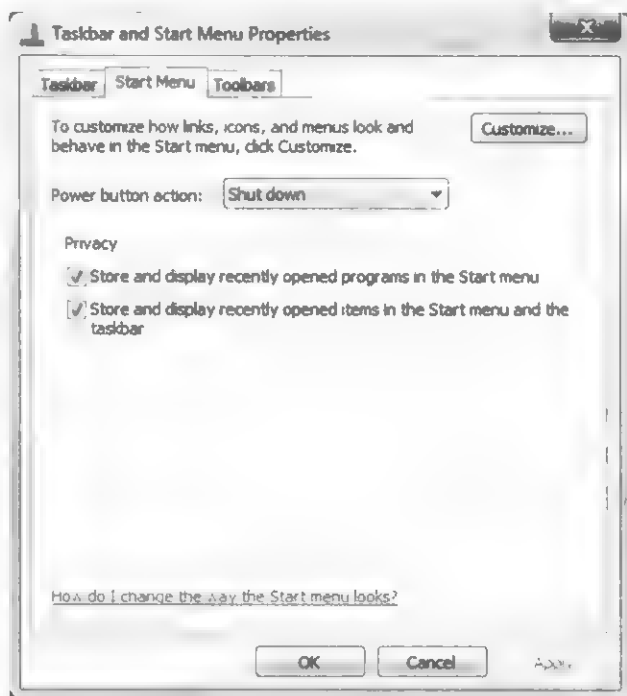 Taskbar and Start Menu Properties
X
Taskbar
Start Menu
Toolbars
To customize how links, icons, and menus look and
behave in the Start menu, click Customize.
Customize...
Power button action:
Shut down
Privacy
Store and display recently opened programs in the Start menu
Store and display recently opened items in the Start menu and the
taskbar
How do I change the way the Start menu looks?
OK
Cancel
Apply